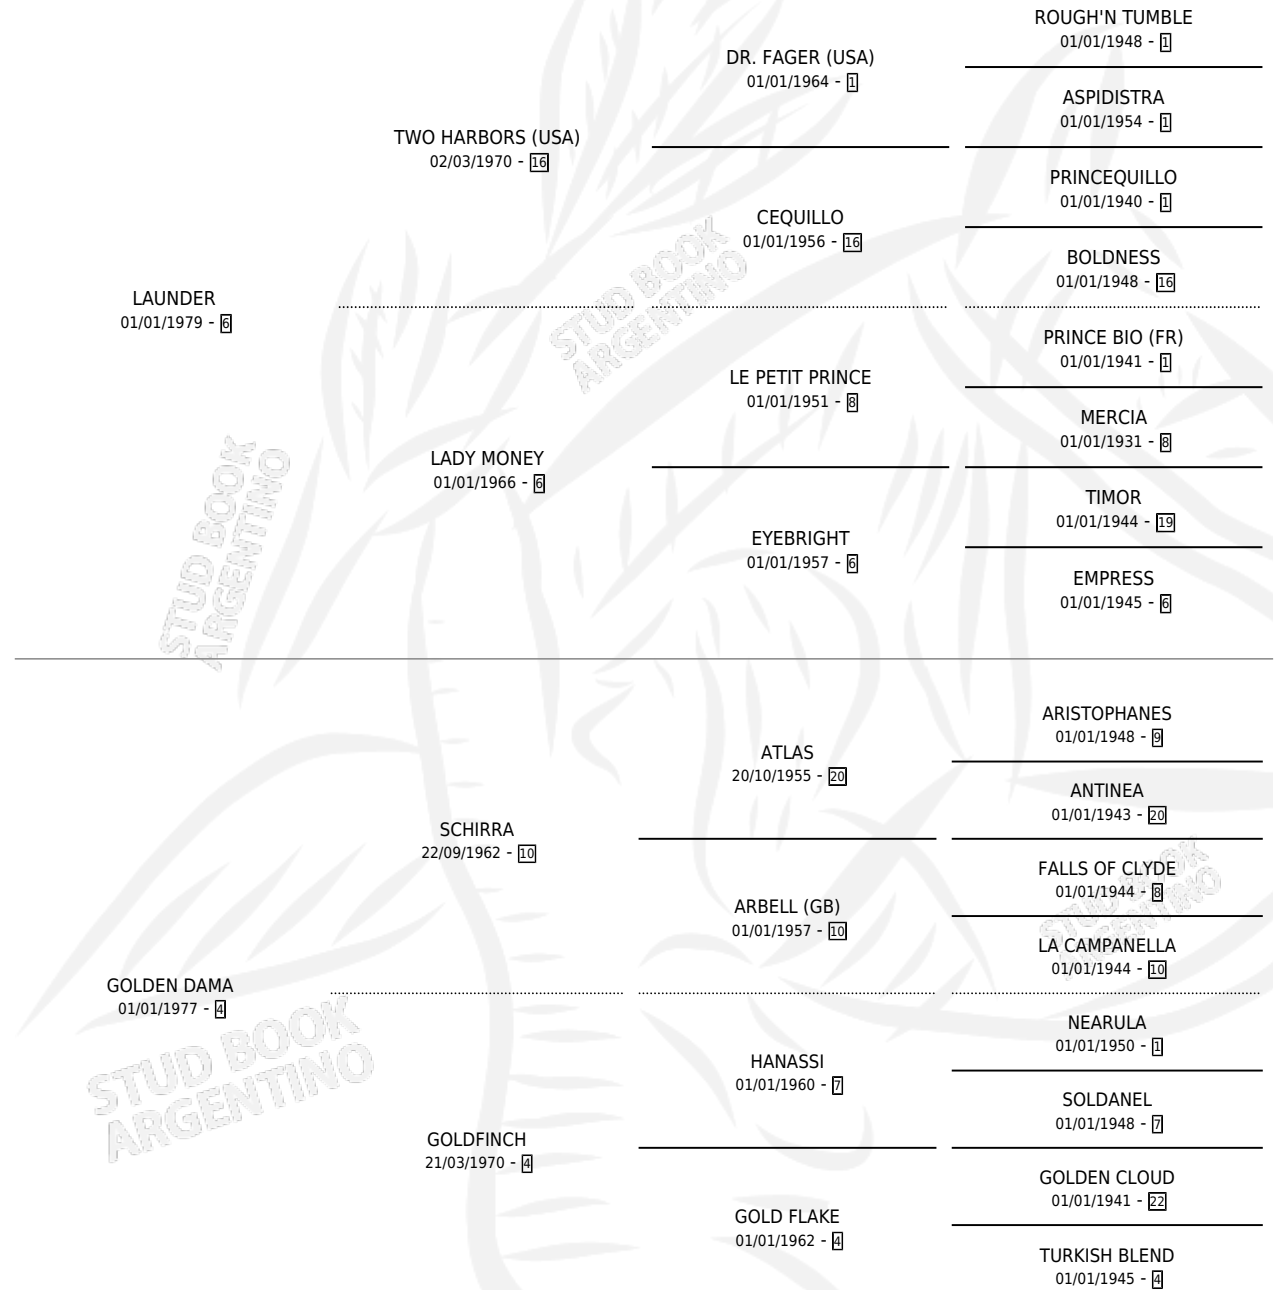 ROUGH'N TUMBLE
01/01/1948 - 1
DR. FAGER (USA)
01/01/1964 - 1
ASPIDISTRA
01/01/1954 - 1
TWO HARBORS (USA)
02/03/1970 - 16
PRINCEQUILLO
01/01/1940 - 1
CEQUILLO
01/01/1956 - 16
BOLDNESS
01/01/1948 - 16
LAUNDER
01/01/1979 - 6
PRINCE BIO (FR)
01/01/1941 - 1
LE PETIT PRINCE
01/01/1951 - 8
MERCIA
01/01/1931 - 8
LADY MONEY
01/01/1966 - 6
TIMOR
01/01/1944 - 19
EYEBRIGHT
01/01/1957 - 6
EMPRESS
01/01/1945 - 6
ARISTOPHANES
01/01/1948 - 9
ATLAS
20/10/1955 - 20
ANTINEA
01/01/1943 - 20
SCHIRRA
22/09/1962 - 10
FALLS OF CLYDE
01/01/1944 - 8
ARBELL (GB)
01/01/1957 - 10
LA CAMPANELLA
01/01/1944 - 10
GOLDEN DAMA
01/01/1977 - 4
NEARULA
01/01/1950 - 1
HANASSI
01/01/1960 - 7
SOLDANEL
01/01/1948 - 7
GOLDFINCH
21/03/1970 - 4
GOLDEN CLOUD
01/01/1941 - 22
GOLD FLAKE
01/01/1962 - 4
TURKISH BLEND
01/01/1945 - 4
STUD BOOK
ARGENTINO
STUD BOOK
ARGENTINO
STUD BOOK
ARGENTINO
STUD BOOK
ARGENTINO